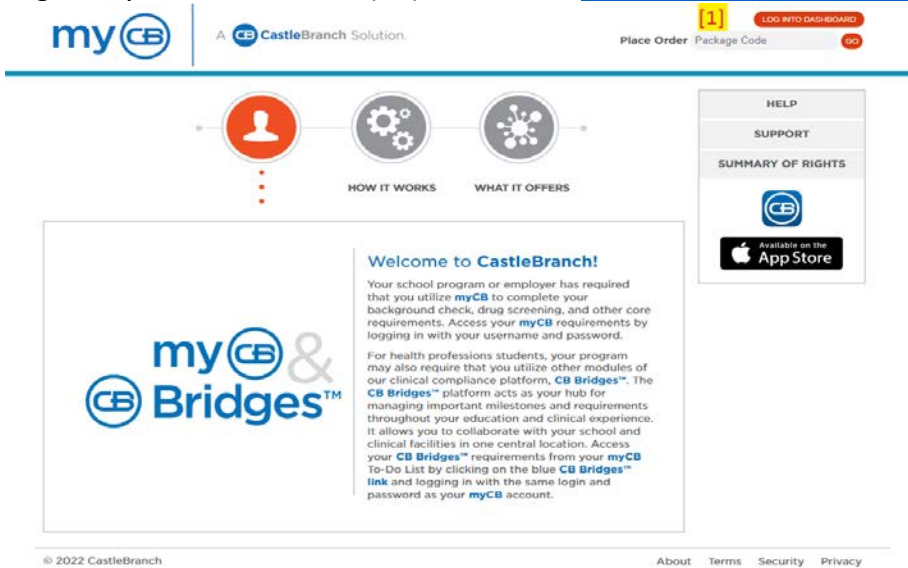 [1] LOG INTO DASHBOARD
my CB A CB CastleBranch Solution.
Place Order Package Code GO
HELP
SUPPORT
SUMMARY OF RIGHTS
HOW IT WORKS WHAT IT OFFERS
CB
Available on the
App Store
Welcome to CastleBranch!
Your school program or employer has required
that you utilize myCB to complete your
background check, drug screening, and other core
requirements. Access your myCB requirements by
logging in with your username and password.
For health professions students, your program
may also require that you utilize other modules of
our clinical compliance platform, CB Bridges™. The
CB Bridges™ platform acts as your hub for
managing important milestones and requirements
throughout your education and clinical experience.
It allows you to collaborate with your school and
clinical facilities in one central location. Access
your CB Bridges™ requirements from your myCB
To-Do List by clicking on the blue CB Bridges™
link and logging in with the same login and
password as your myCB account.
my CB &
CB Bridges™
© 2022 CastleBranch About Terms Security Privacy